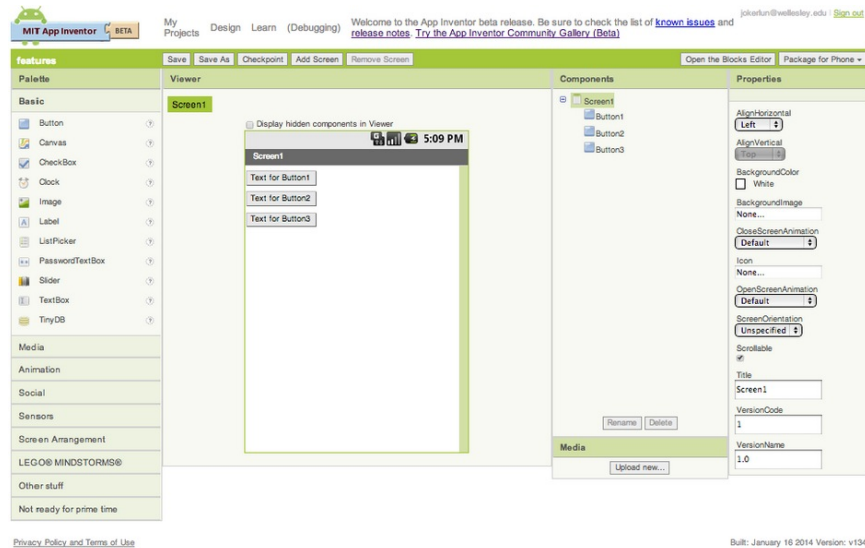 jokerlun@wellesley.edu | Sign out
MIT App Inventor BETA
My Projects Design Learn (Debugging)
Welcome to the App Inventor beta release. Be sure to check the list of known issues and
release notes. Try the App Inventor Community Gallery (Beta)
features
Save Save As Checkpoint Add Screen Remove Screen
Open the Blocks Editor Package for Phone
Palette
Basic
Button
Canvas
CheckBox
Clock
Image
Label
ListPicker
PasswordTextBox
Slider
TextBox
TinyDB
Media
Animation
Social
Sensors
Screen Arrangement
LEGO® MINDSTORMS®
Other stuff
Not ready for prime time
Viewer
Screen1
Display hidden components in Viewer
5:09 PM
Screen1
Text for Button1
Text for Button2
Text for Button3
Components
Screen1
Button1
Button2
Button3
Rename Delete
Media
Upload new...
Properties
AlignHorizontal
Left
AlignVertical
Top
BackgroundColor
White
BackgroundImage
None...
CloseScreenAnimation
Default
Icon
None...
OpenScreenAnimation
Default
ScreenOrientation
Unspecified
Scrollable
Title
Screen1
VersionCode
1
VersionName
1.0
Privacy Policy and Terms of Use
Built: January 16 2014 Version: v134